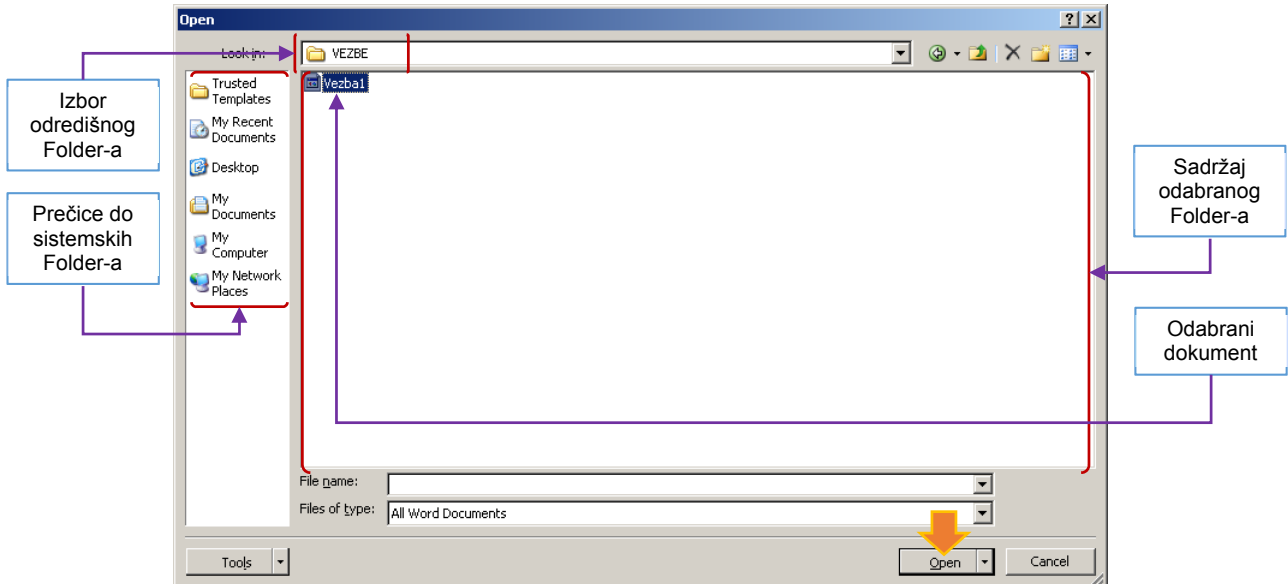 Open
Look in:
VEZBE
Izbor
odredišnog
Folder-a
Prečice do
sistemskih
Folder-a
Trusted
Templates
My Recent
Documents
Desktop
My
Documents
My
Computer
My Network
Places
Vezba1
Sadržaj
odabranog
Folder-a
Odabrani
dokument
File name:
Files of type:
All Word Documents
Tools
Open
Cancel